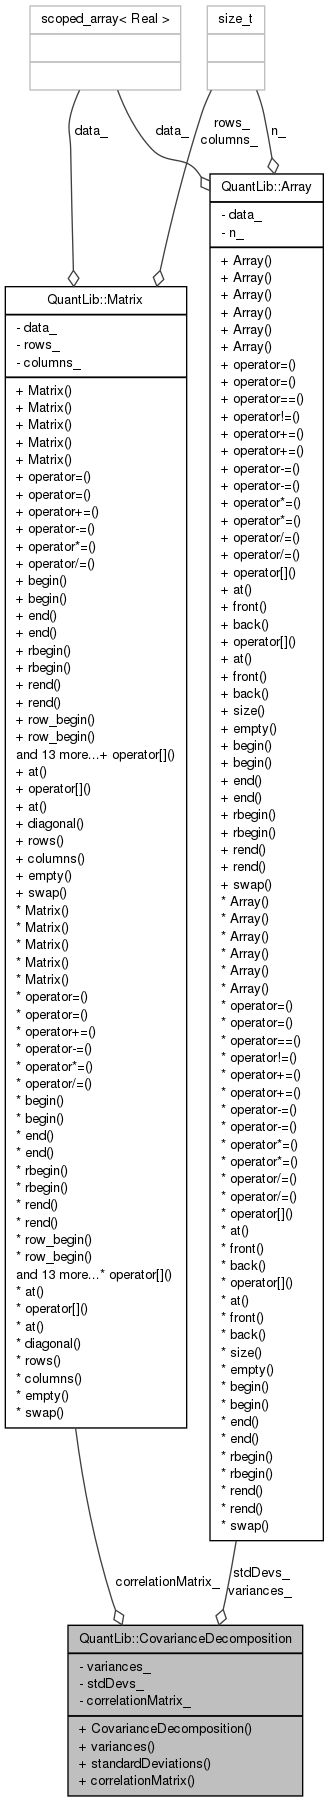 scoped_array< Real >
size_t
data_
data_
rows_
columns_
n_
QuantLib::Array
- data_
- n_
+ Array()
+ Array()
+ Array()
+ Array()
+ Array()
+ Array()
+ operator=()
+ operator=()
+ operator==()
+ operator!=()
+ operator+=()
+ operator+=()
+ operator-=()
+ operator-=()
+ operator*=()
+ operator*=()
+ operator/=()
+ operator/=()
+ operator[]()
+ at()
+ front()
+ back()
+ operator[]()
+ at()
+ front()
+ back()
+ size()
+ empty()
+ begin()
+ begin()
+ end()
+ end()
+ rbegin()
+ rbegin()
+ rend()
+ rend()
+ swap()
* Array()
* Array()
* Array()
* Array()
* Array()
* Array()
* operator=()
* operator=()
* operator==()
* operator!=()
* operator+=()
* operator+=()
* operator-=()
* operator-=()
* operator*=()
* operator*=()
* operator/=()
* operator/=()
* operator[]()
* at()
* front()
* back()
* operator[]()
* at()
* front()
* back()
* size()
* empty()
* begin()
* begin()
* end()
* end()
* rbegin()
* rbegin()
* rend()
* rend()
* swap()
QuantLib::Matrix
- data_
- rows_
- columns_
+ Matrix()
+ Matrix()
+ Matrix()
+ Matrix()
+ Matrix()
+ operator=()
+ operator=()
+ operator+=()
+ operator-=()
+ operator*=()
+ operator/=()
+ begin()
+ begin()
+ end()
+ end()
+ rbegin()
+ rbegin()
+ rend()
+ rend()
+ row_begin()
+ row_begin()
and 13 more...+ operator[]()
+ at()
+ operator[]()
+ at()
+ diagonal()
+ rows()
+ columns()
+ empty()
+ swap()
* Matrix()
* Matrix()
* Matrix()
* Matrix()
* Matrix()
* operator=()
* operator=()
* operator+=()
* operator-=()
* operator*=()
* operator/=()
* begin()
* begin()
* end()
* end()
* rbegin()
* rbegin()
* rend()
* rend()
* row_begin()
* row_begin()
and 13 more...* operator[]()
* at()
* operator[]()
* at()
* diagonal()
* rows()
* columns()
* empty()
* swap()
correlationMatrix_
stdDevs_
variances_
QuantLib::CovarianceDecomposition
- variances_
- stdDevs_
- correlationMatrix_
+ CovarianceDecomposition()
+ variances()
+ standardDeviations()
+ correlationMatrix()